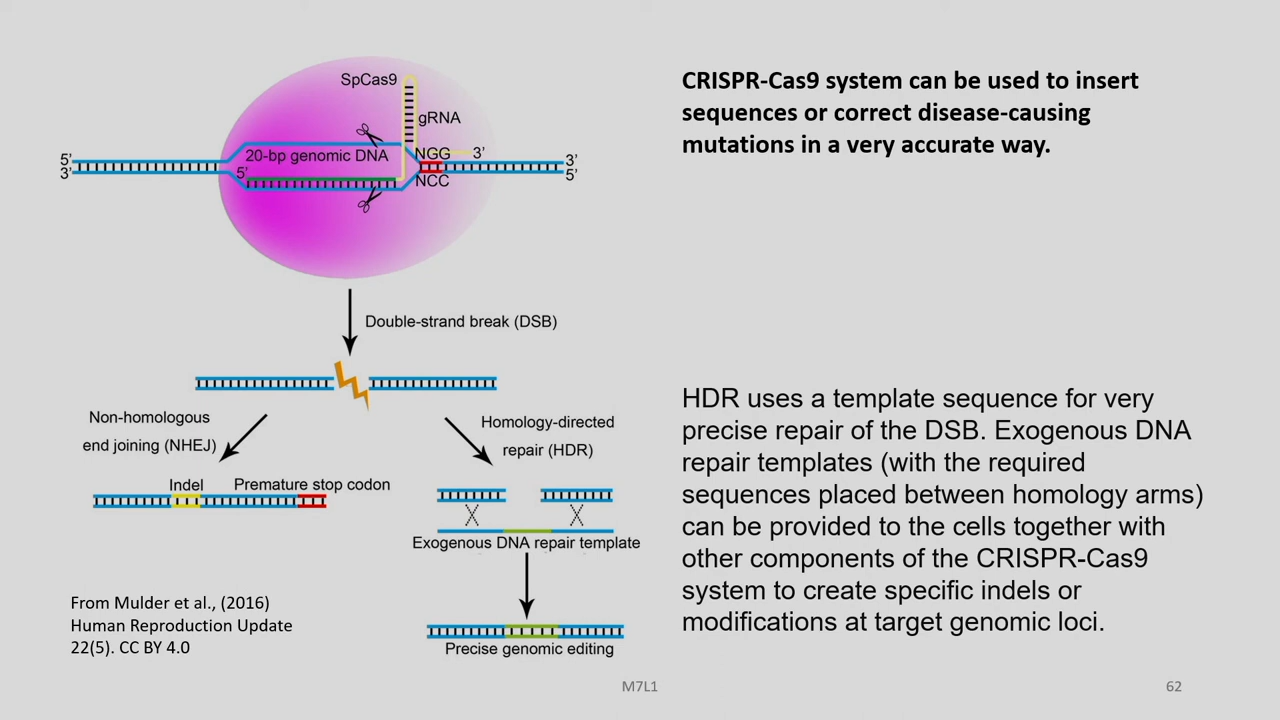 SpCas9
gRNA
20-bp genomic DNA
NGG
3’
5’
3’
5’
NCC
3’
5’
Double-strand break (DSB)
Non-homologous
end joining (NHEJ)
Homology-directed
repair (HDR)
Indel
Premature stop codon
Exogenous DNA repair template
Precise genomic editing
From Mulder et al., (2016)
Human Reproduction Update
22(5). CC BY 4.0
CRISPR-Cas9 system can be used to insert
sequences or correct disease-causing
mutations in a very accurate way.
HDR uses a template sequence for very
precise repair of the DSB. Exogenous DNA
repair templates (with the required
sequences placed between homology arms)
can be provided to the cells together with
other components of the CRISPR-Cas9
system to create specific indels or
modifications at target genomic loci.
M7L1
62